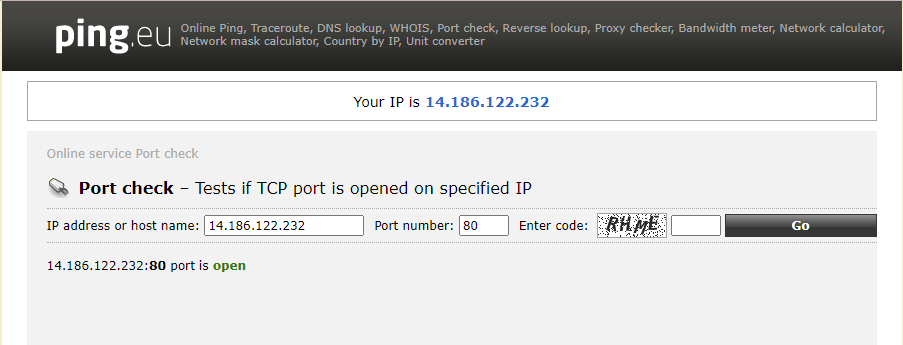 ping.eu
Online Ping, Traceroute, DNS lookup, WHOIS, Port check, Reverse lookup, Proxy checker, Bandwidth meter, Network calculator,
Network mask calculator, Country by IP, Unit converter
Your IP is 14.186.122.232
Online service Port check
Port check – Tests if TCP port is opened on specified IP
IP address or host name: 14.186.122.232 Port number: 80 Enter code: RHME Go
14.186.122.232:80 port is open